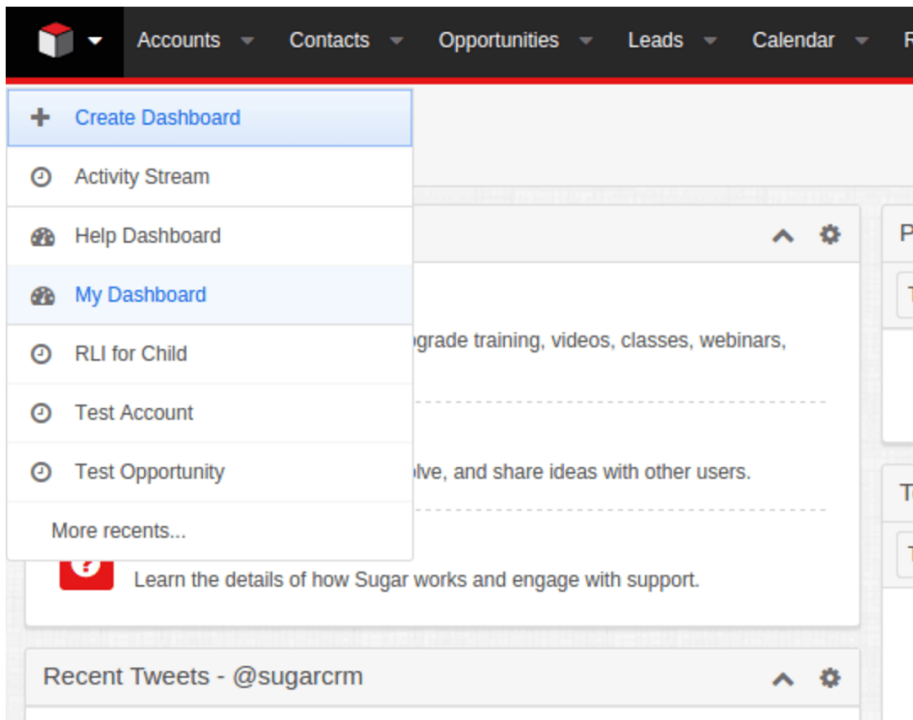 Accounts Contacts Opportunities Leads Calendar
Create Dashboard
Activity Stream
Help Dashboard
My Dashboard
RLI for Child
training, videos, classes, webinars,
Test Account
Test Opportunity
and share ideas with other users.
More recents...
?
Learn the details of how Sugar works and engage with support.
Recent Tweets - @sugarcrm